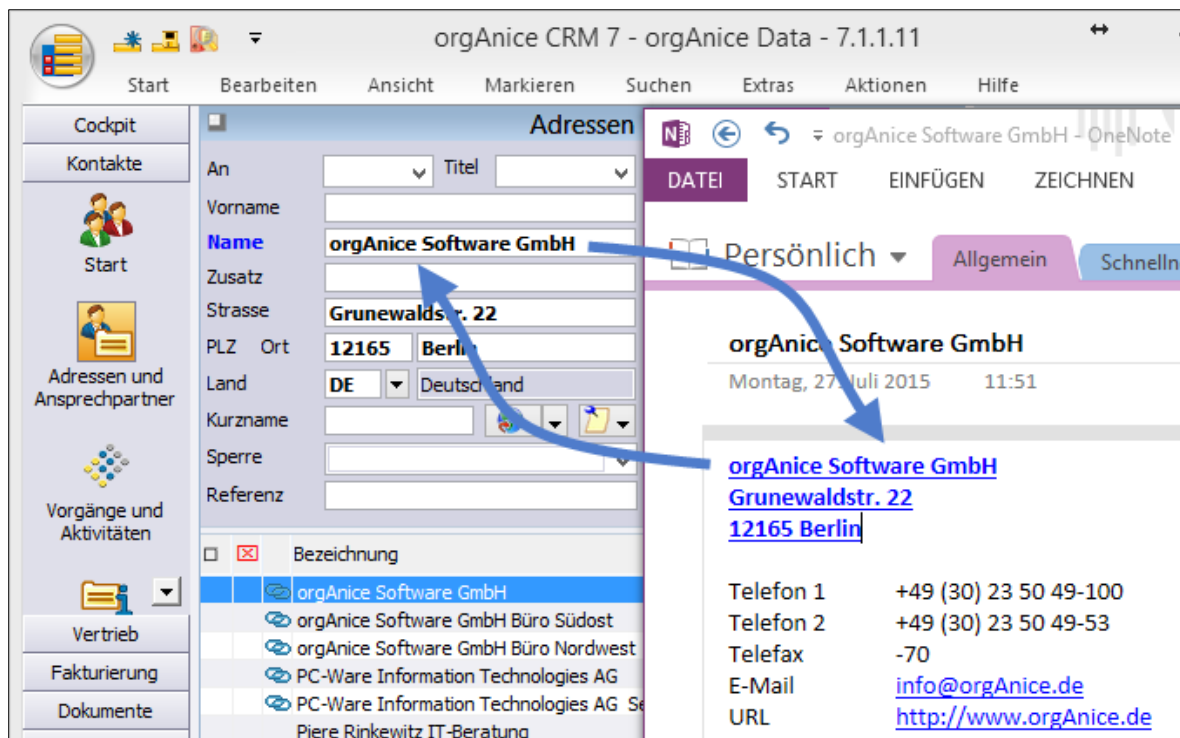 orgAnice CRM 7 - orgAnice Data - 7.1.1.11
Start Bearbeiten Ansicht Markieren Suchen Extras Aktionen Hilfe
Cockpit
Kontakte
Start
Adressen und
Ansprechpartner
Vorgänge und
Aktivitäten
Vertrieb
Fakturierung
Dokumente
Adressen
An Titel
Vorname
Name orgAnice Software GmbH
Zusatz
Strasse Grunewaldstr. 22
PLZ Ort 12165 Berlin
Land DE Deutschland
Kurzname
Sperre
Referenz
Bezeichnung
orgAnice Software GmbH
orgAnice Software GmbH Büro Südost
orgAnice Software GmbH Büro Nordwest
PC-Ware Information Technologies AG
PC-Ware Information Technologies AG Se
Piere Rinkewitz IT-Beratung
orgAnice Software GmbH - OneNote
DATEI START EINFÜGEN ZEICHNEN
Persönlich Allgemein Schnelln
orgAnice Software GmbH
Montag, 27. Juli 2015 11:51
orgAnice Software GmbH
Grunewaldstr. 22
12165 Berlin
Telefon 1 +49 (30) 23 50 49-100
Telefon 2 +49 (30) 23 50 49-53
Telefax -70
E-Mail info@orgAnice.de
URL http://www.orgAnice.de